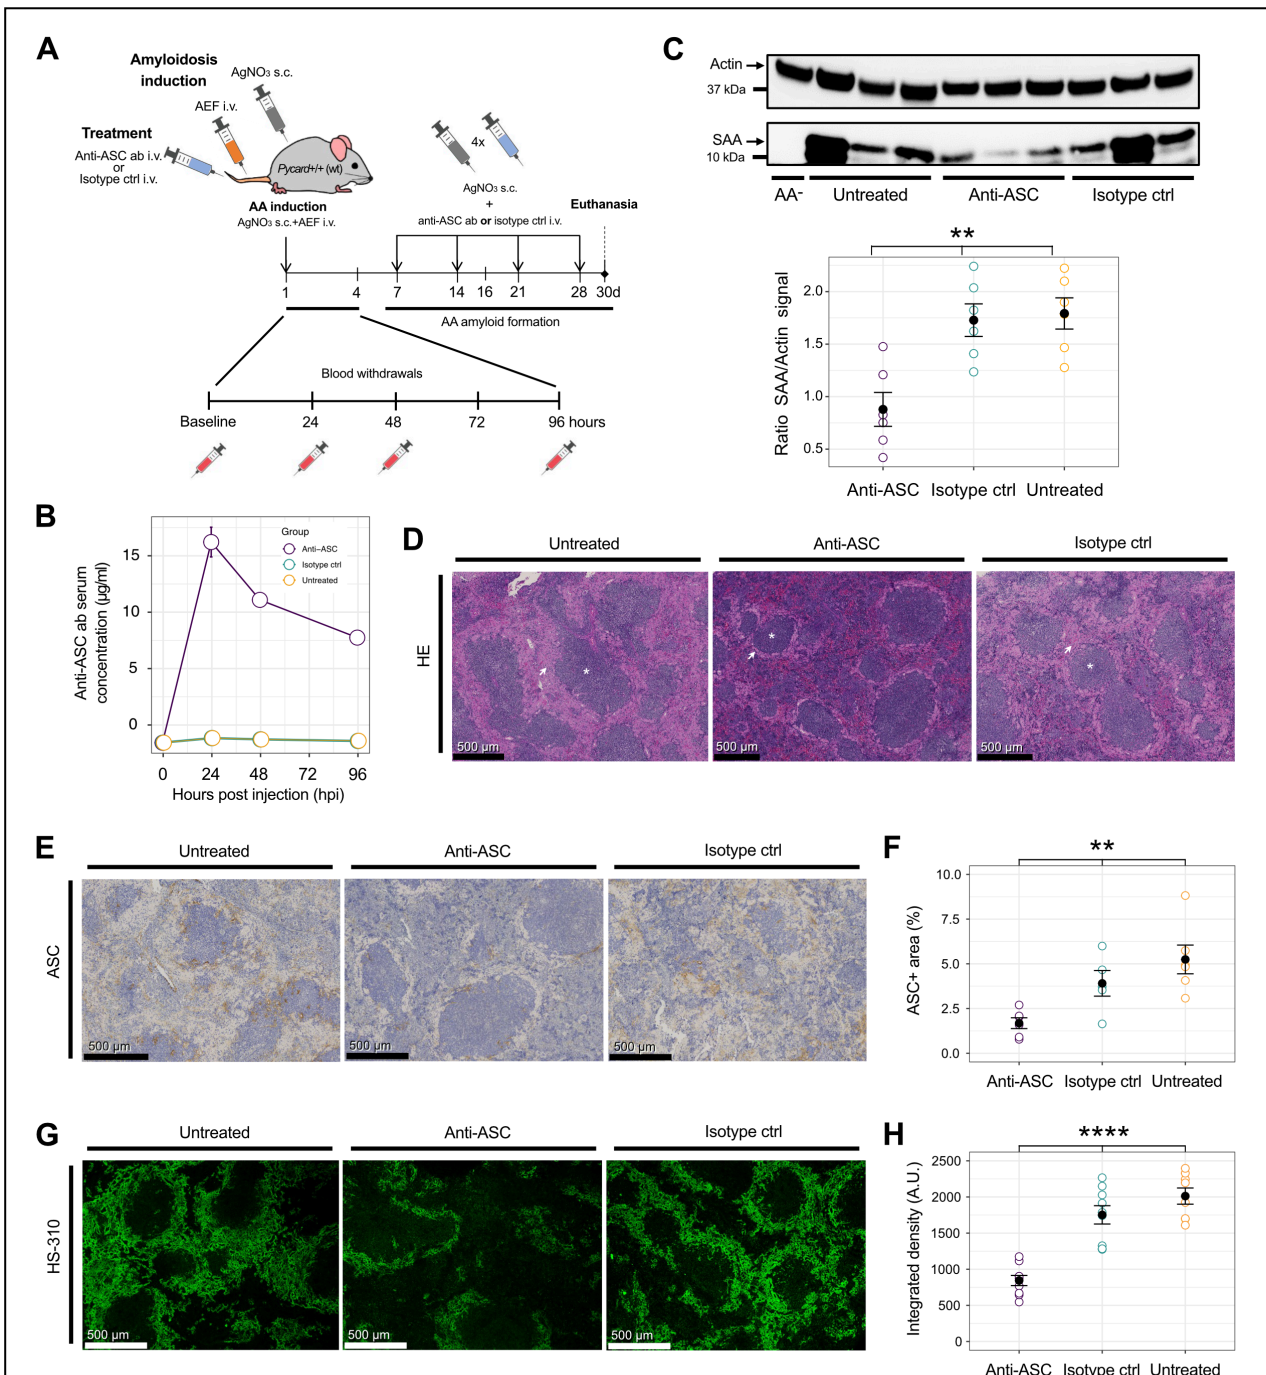 A
Amyloidosis
induction
AgNO3 s.c.
AEF i.v.
Treatment
Anti-ASC ab i.v.
or
Isotype ctrl i.v.
Pycard+/+ (wt)
4x
AgNO3 s.c.
+
anti-ASC ab or isotype ctrl i.v.
Euthanasia
AA induction
AgNO3 s.c.+AEF i.v.
1 4 7 14 16 21 28 30d
AA amyloid formation
Blood withdrawals
Baseline 24 48 72 96 hours
B
Anti-ASC ab serum
concentration (µg/ml)
15
10
5
0
Group
Anti–ASC
Isotype ctrl
Untreated
0 24 48 72 96
Hours post injection (hpi)
C
Actin
37 kDa
SAA
10 kDa
AA- Untreated Anti-ASC Isotype ctrl
**
Ratio SAA/Actin signal
2.0
1.5
1.0
0.5
Anti-ASC Isotype ctrl Untreated
D
Untreated Anti-ASC Isotype ctrl
HE
* * *
500 µm 500 µm 500 µm
E
Untreated Anti-ASC Isotype ctrl
ASC
500 µm 500 µm 500 µm
F
**
ASC+ area (%)
10.0
7.5
5.0
2.5
0.0
Anti-ASC Isotype ctrl Untreated
G
Untreated Anti-ASC Isotype ctrl
HS-310
500 µm 500 µm 500 µm
H
****
Integrated density (A.U.)
2500
2000
1500
1000
500
0
Anti-ASC Isotype ctrl Untreated